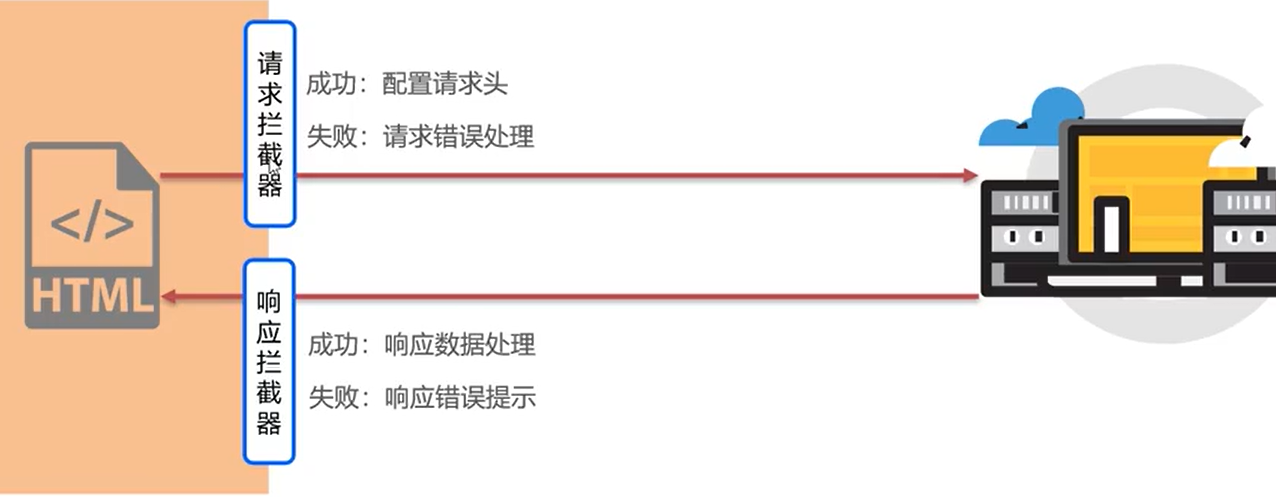 请求拦截器
成功：配置请求头
失败：请求错误处理
</>
HTML
响应拦截器
成功：响应数据处理
失败：响应错误提示